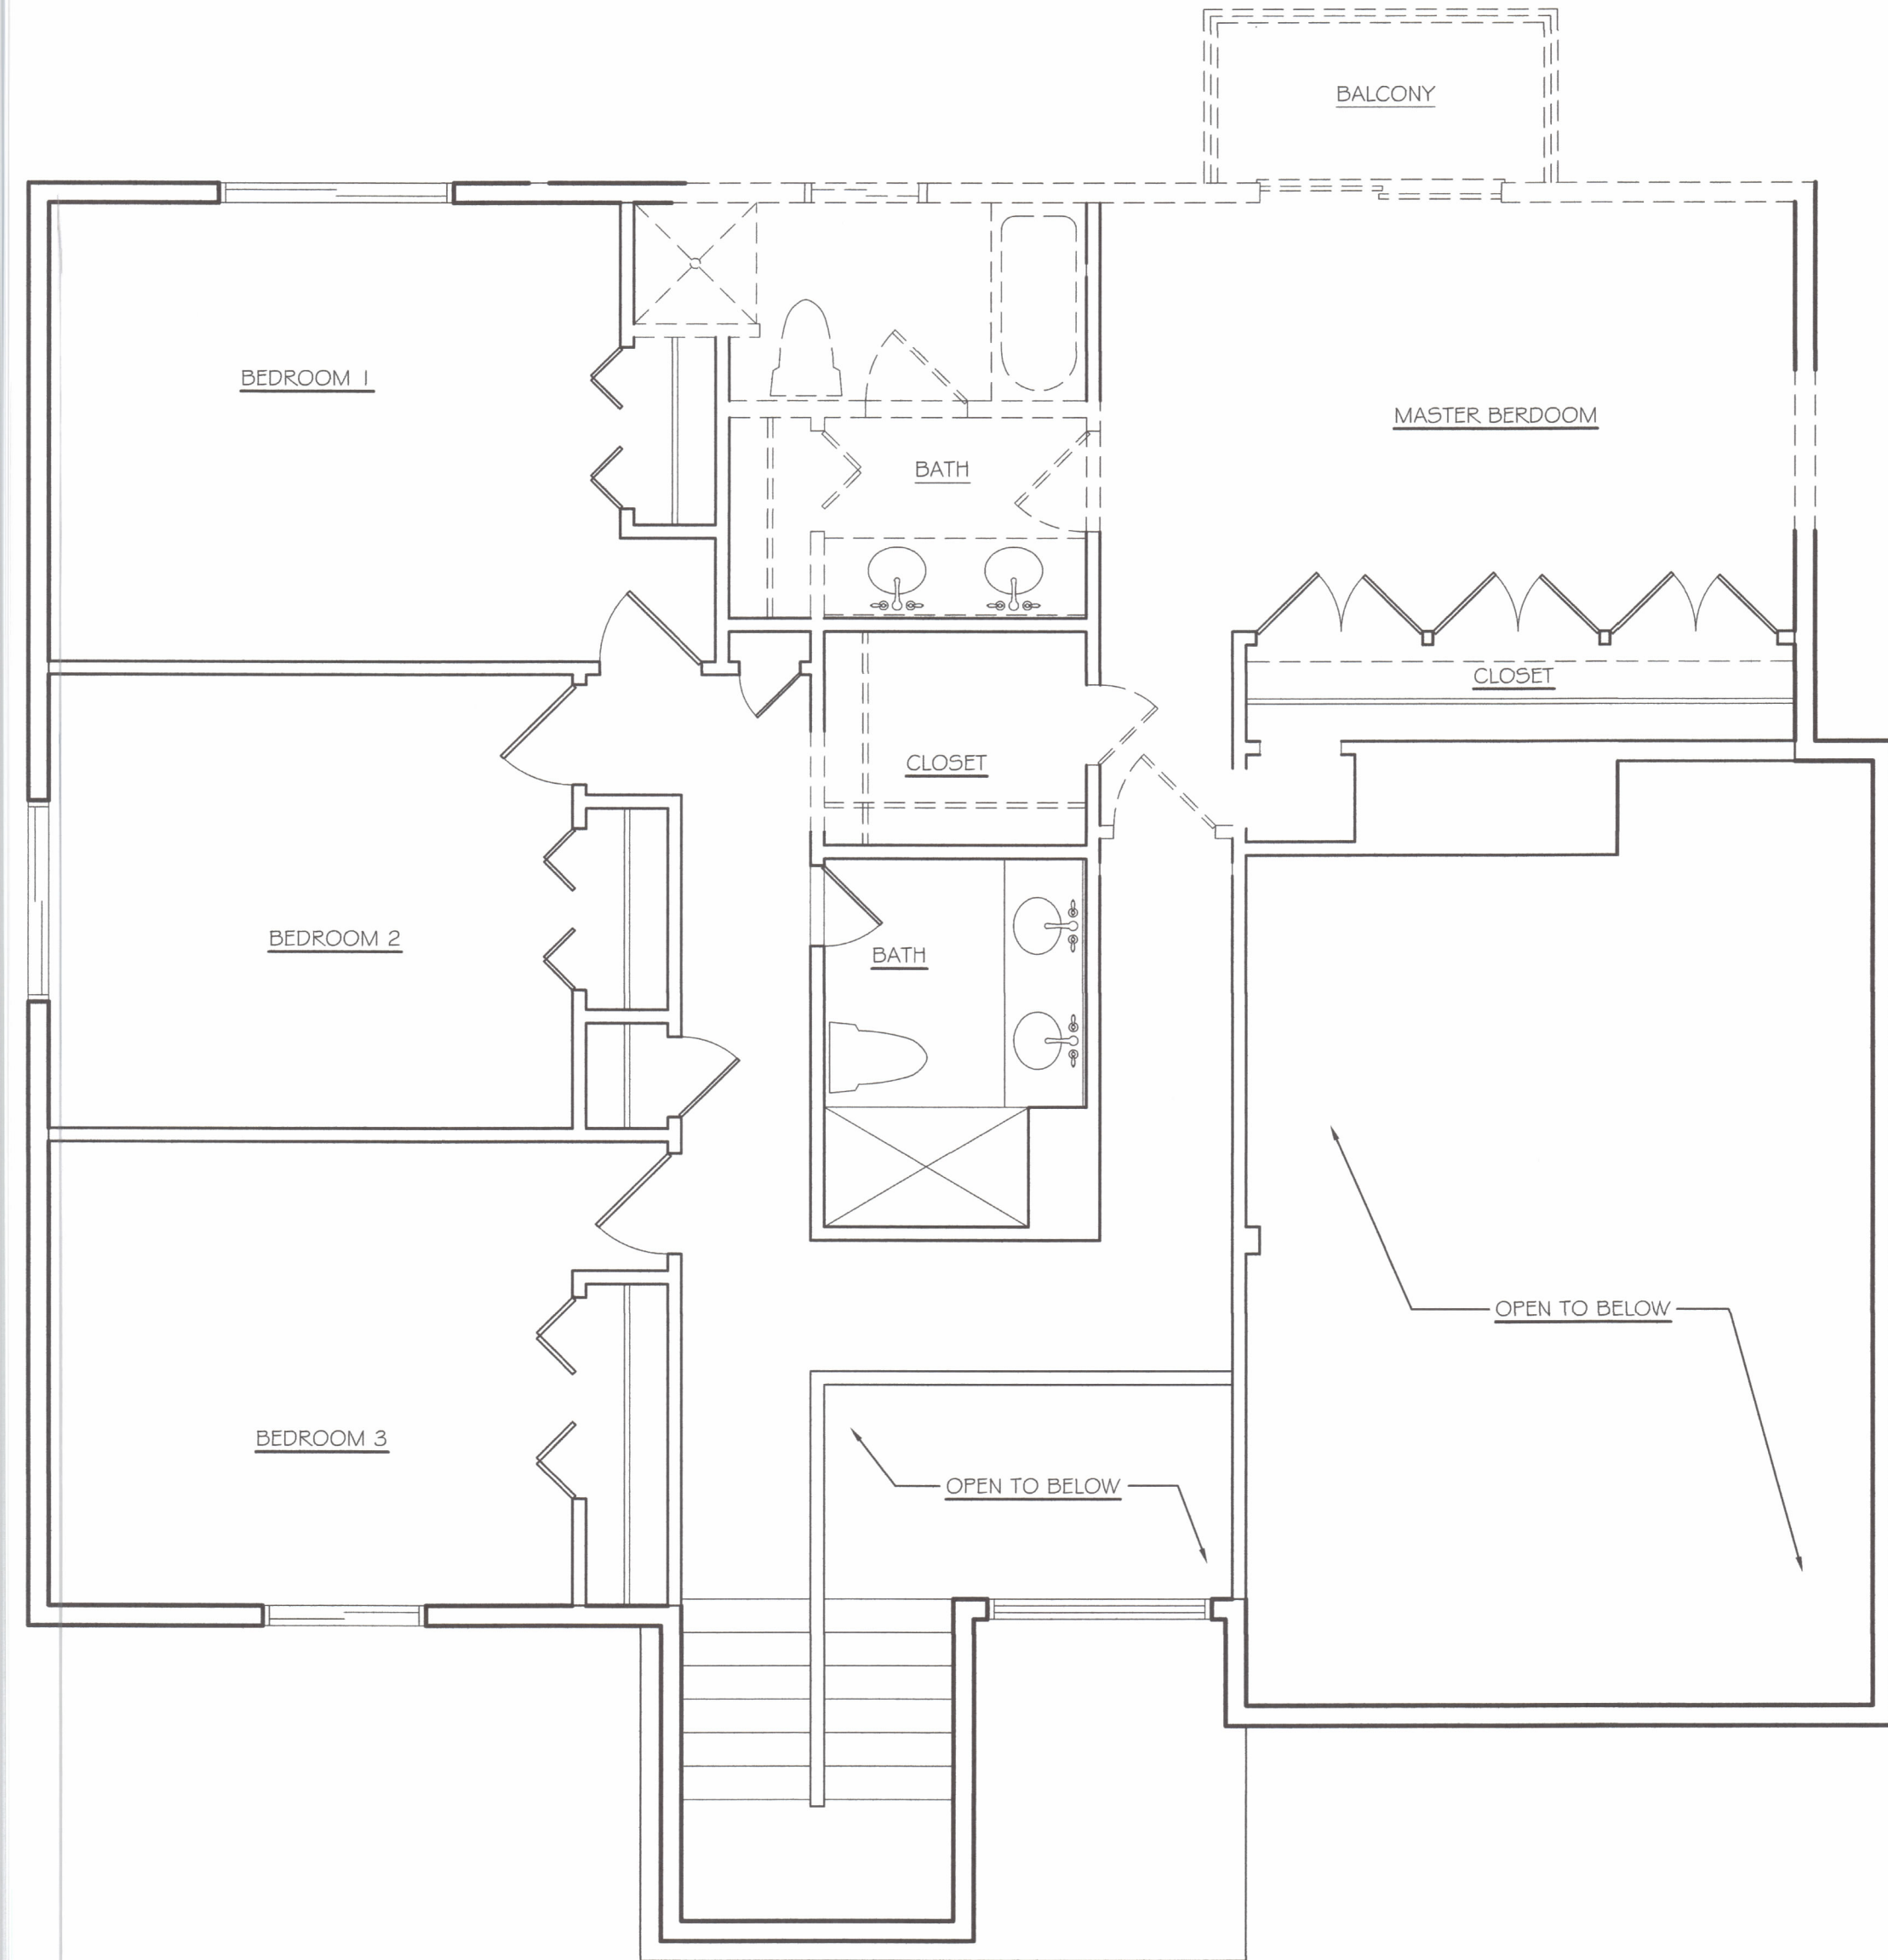 BALCONY
BEDROOM 1
MASTER BERDOOM
BATH
CLOSET
CLOSET
BEDROOM 2
BATH
OPEN TO BELOW
BEDROOM 3
OPEN TO BELOW